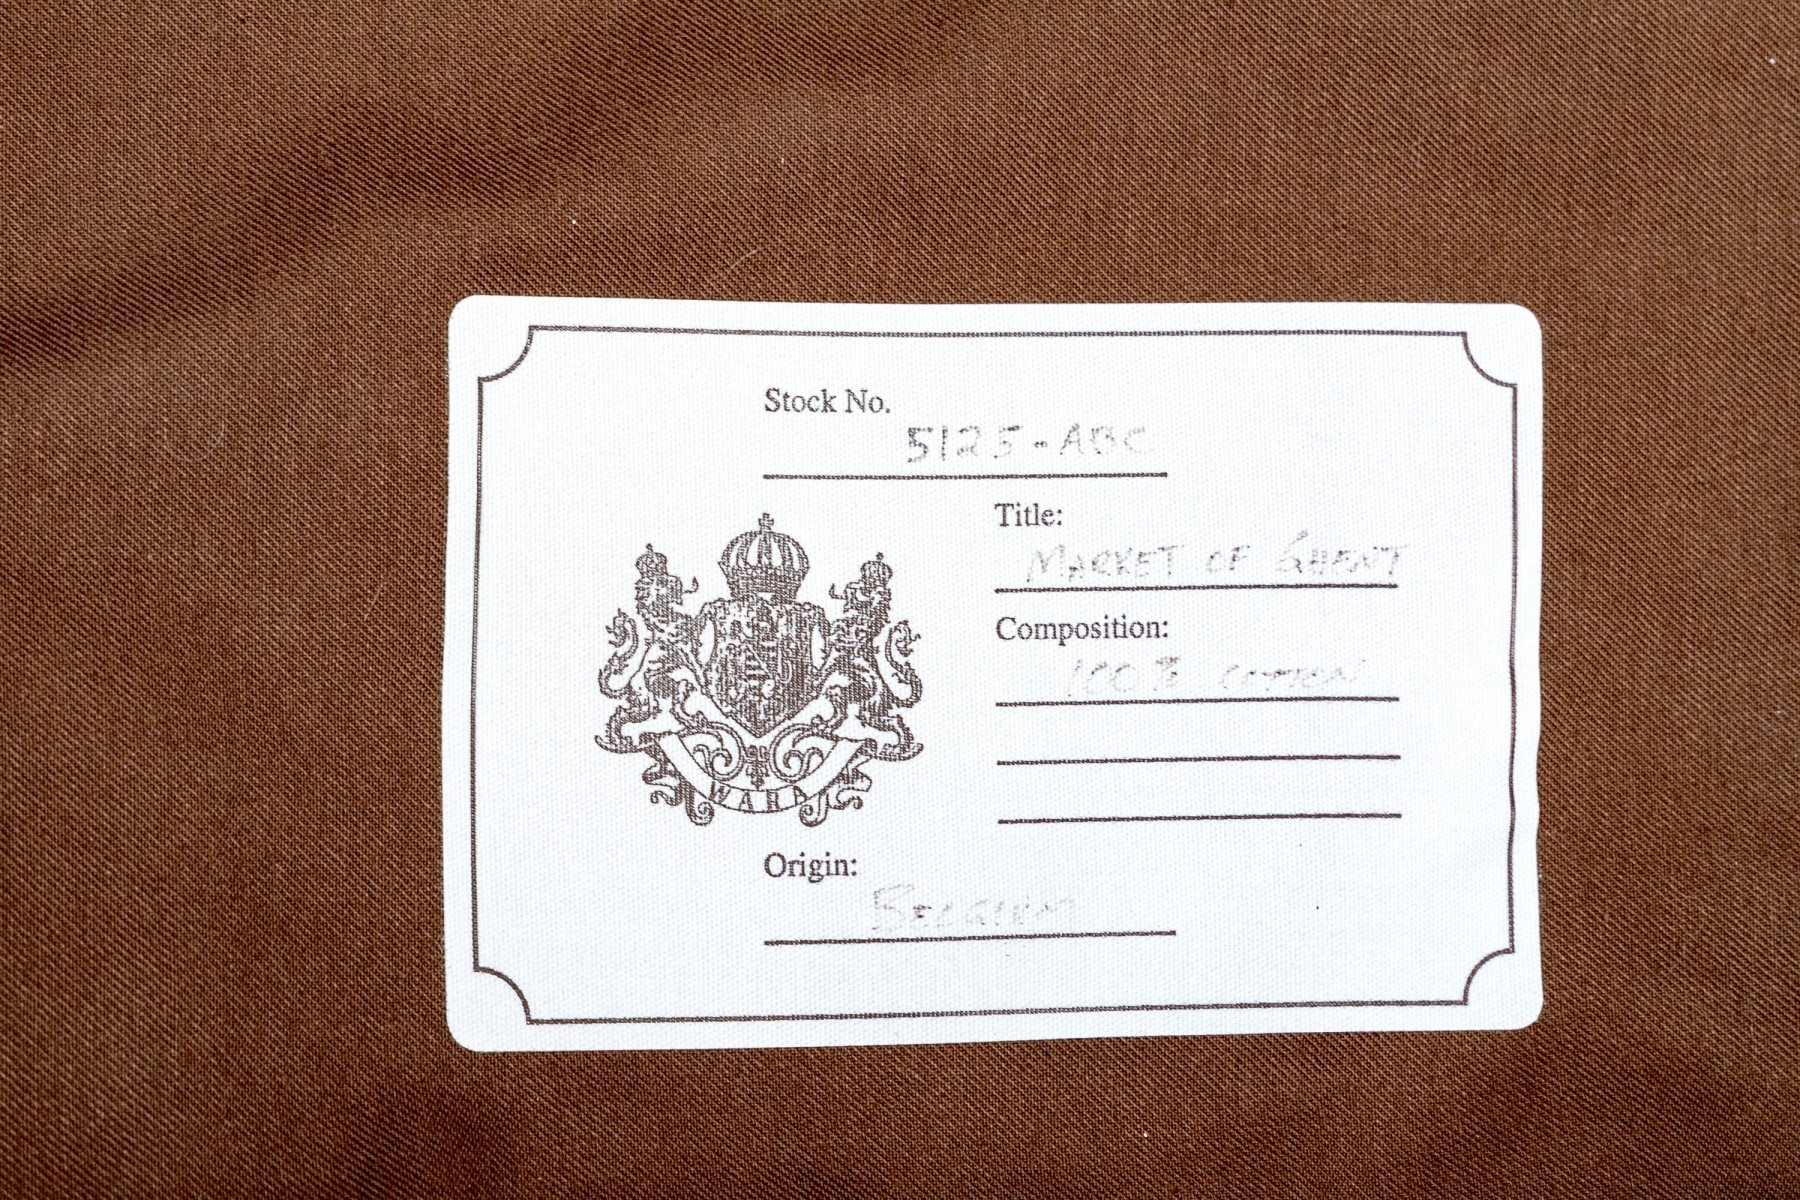 Stock No.
5125-ABC
Title:
MARKET OF GHENT
Composition:
100% COTTON
WARA
Origin:
BELGIUM